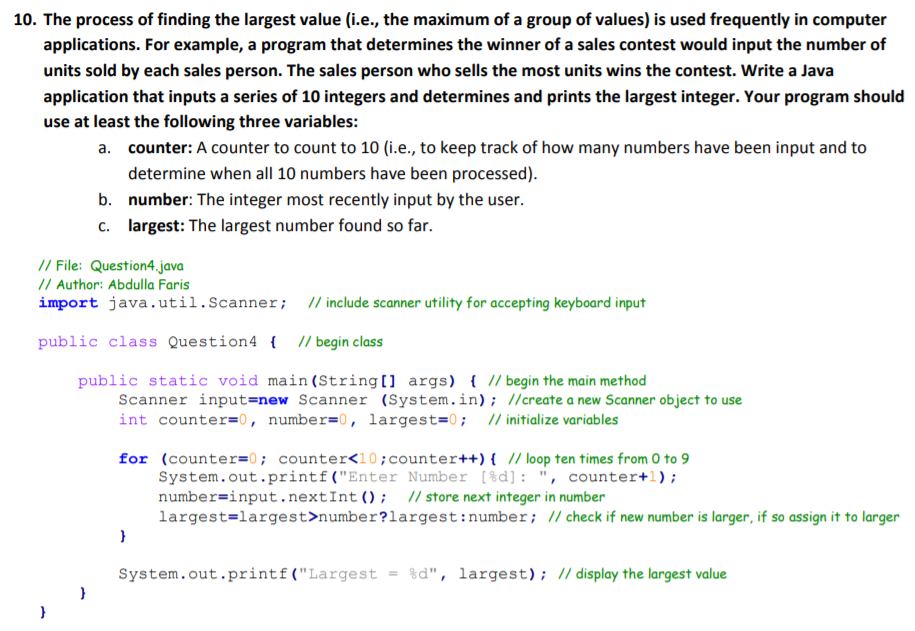 10. The process of finding the largest value (i.e., the maximum of a group of values) is used frequently in computer
applications. For example, a program that determines the winner of a sales contest would input the number of
units sold by each sales person. The sales person who sells the most units wins the contest. Write a Java
application that inputs a series of 10 integers and determines and prints the largest integer. Your program should
use at least the following three variables:
a. counter: A counter to count to 10 (i.e., to keep track of how many numbers have been input and to
determine when all 10 numbers have been processed).
b. number: The integer most recently input by the user.
c. largest: The largest number found so far.
// File: Question4.java
// Author: Abdulla Faris
import java.util.Scanner; // include scanner utility for accepting keyboard input
public class Question4 { // begin class
public static void main(String[] args) { // begin the main method
Scanner input=new Scanner (System.in); //create a new Scanner object to use
int counter=0, number=0, largest=0; // initialize variables
for (counter=0; counter<10;counter++){ // loop ten times from 0 to 9
System.out.printf("Enter Number [%d]: ", counter+1);
number=input.nextInt(); // store next integer in number
largest=largest>number?largest:number; // check if new number is larger, if so assign it to larger
}
System.out.printf("Largest = %d", largest); // display the largest value
}
}